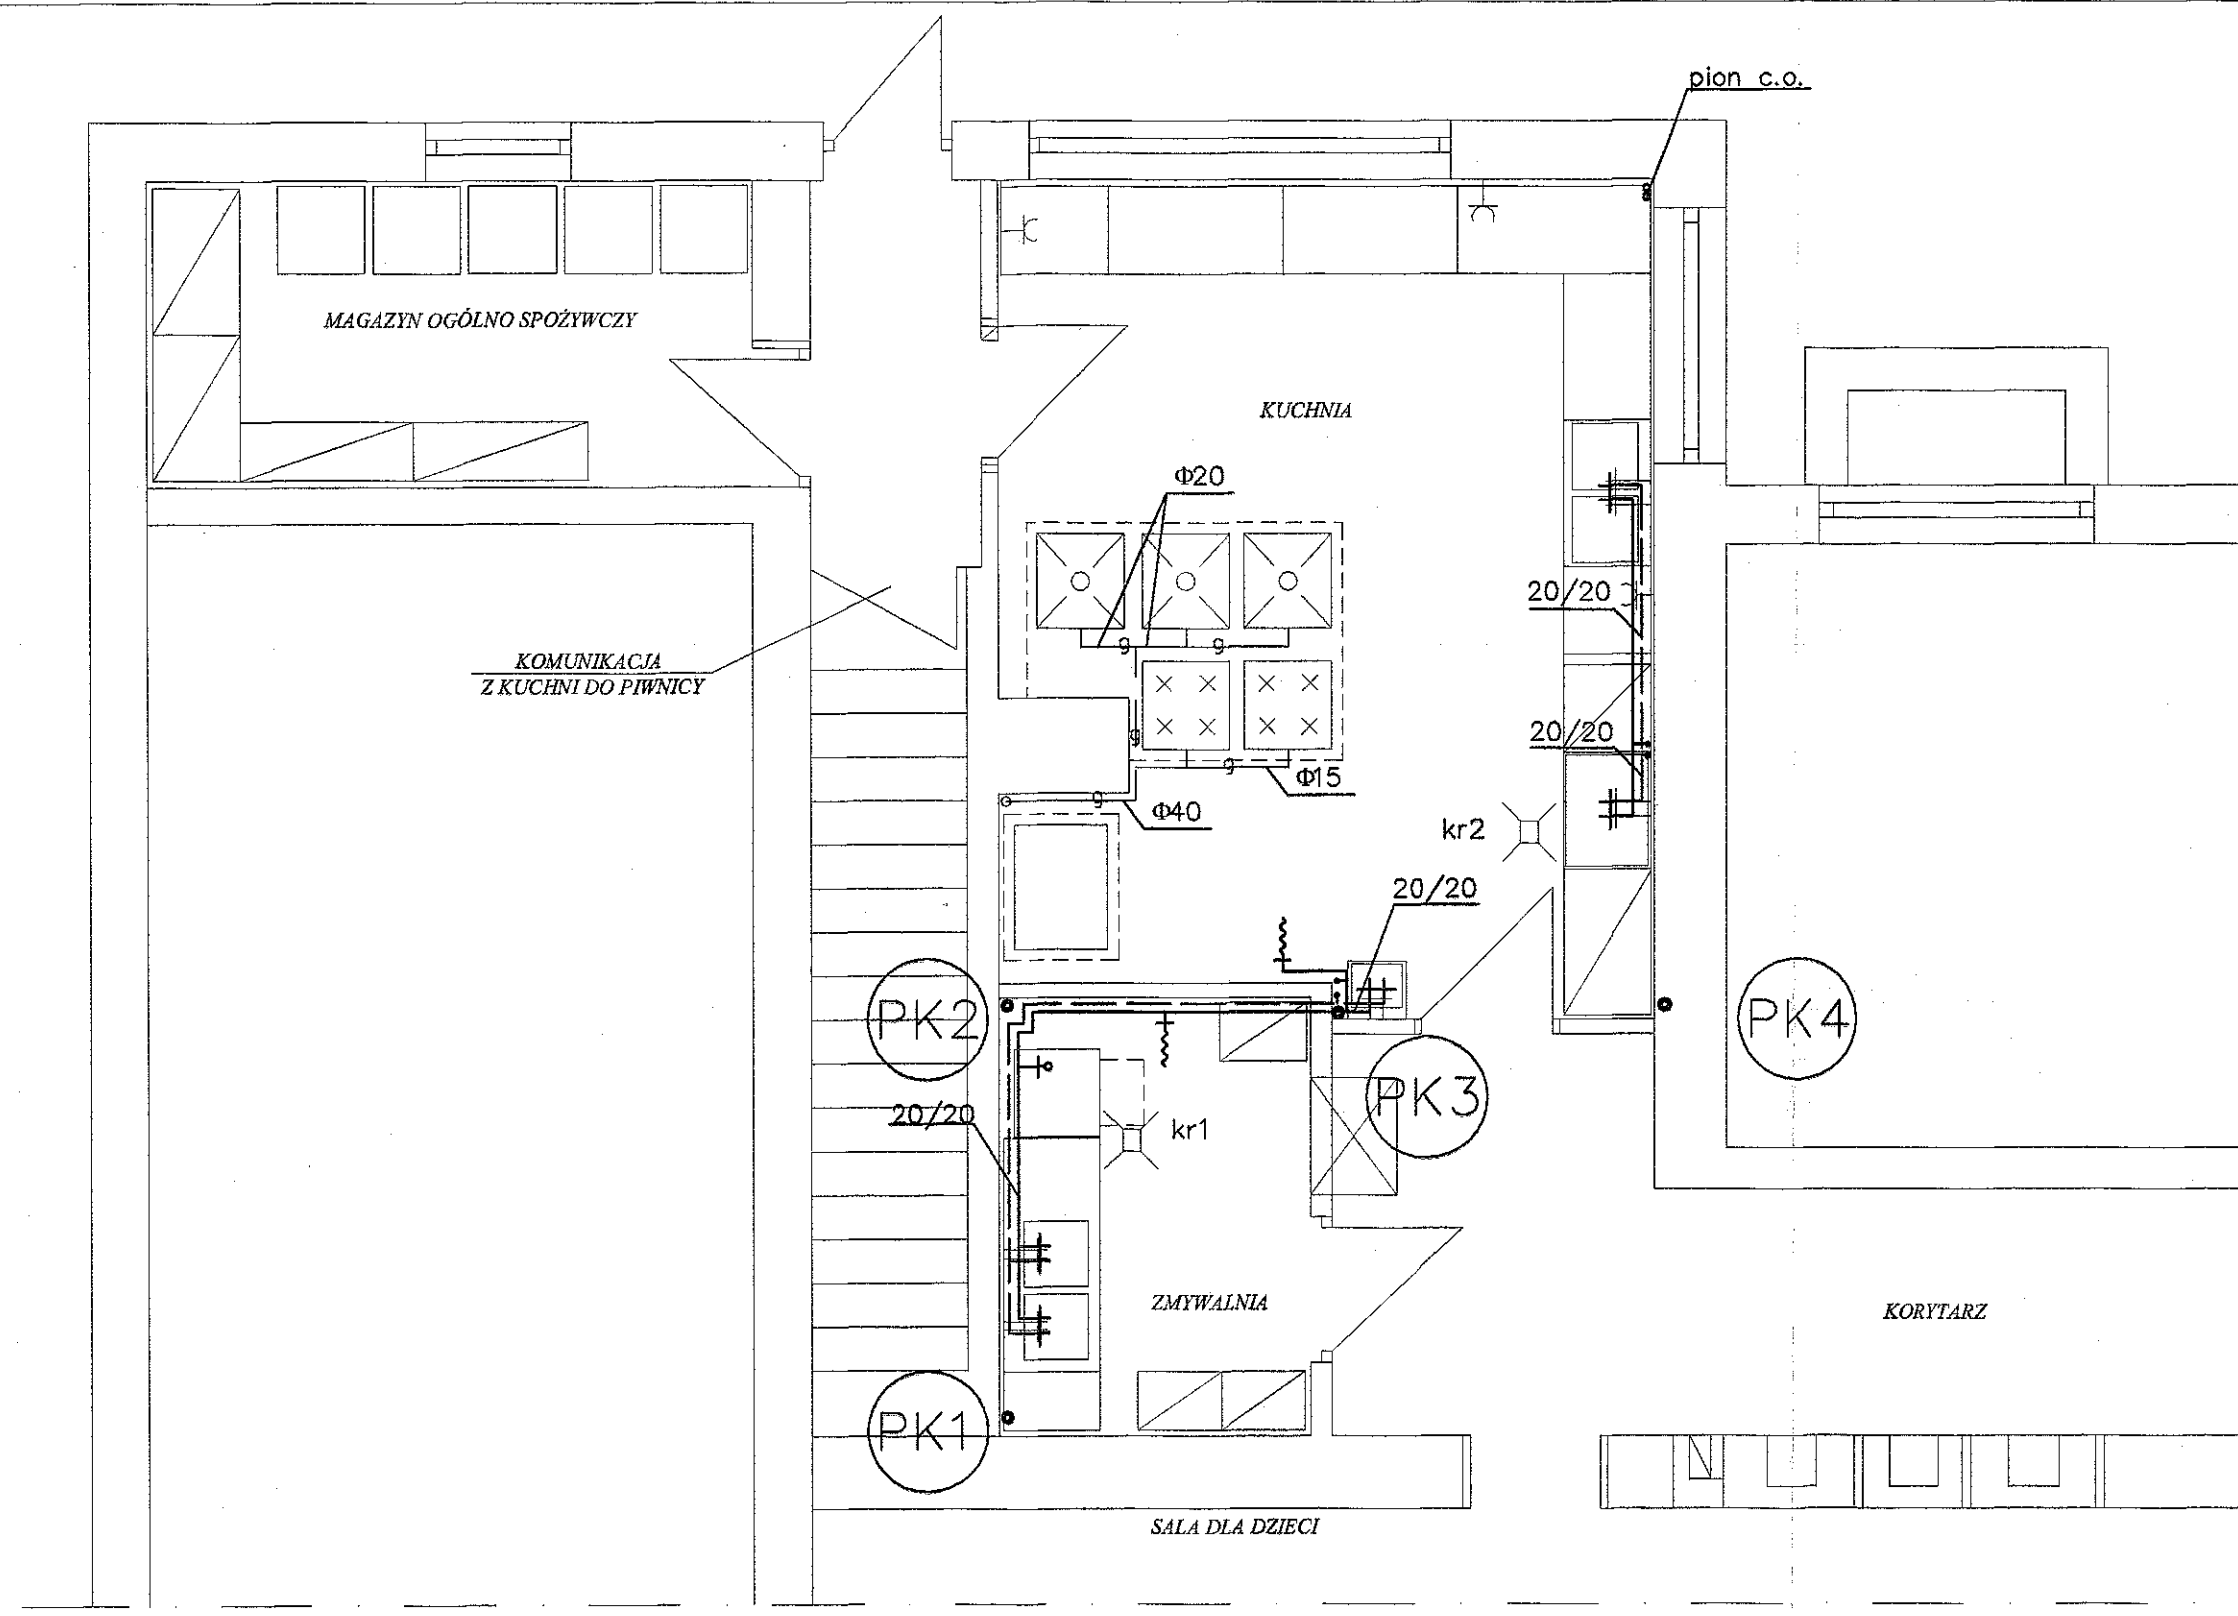 pion c.o.
MAGAZYN OGÓLNO SPOŻYWCZY
KUCHNIA
Φ20
20/20
g
g
KOMUNIKACJA
Z KUCHNI DO PIWNICY
20/20
g
g
Φ15
g
Φ40
kr2
20/20
PK2
PK4
PK3
20/20
kr1
ZMYWALNIA
KORYTARZ
PK1
SALA DLA DZIECI